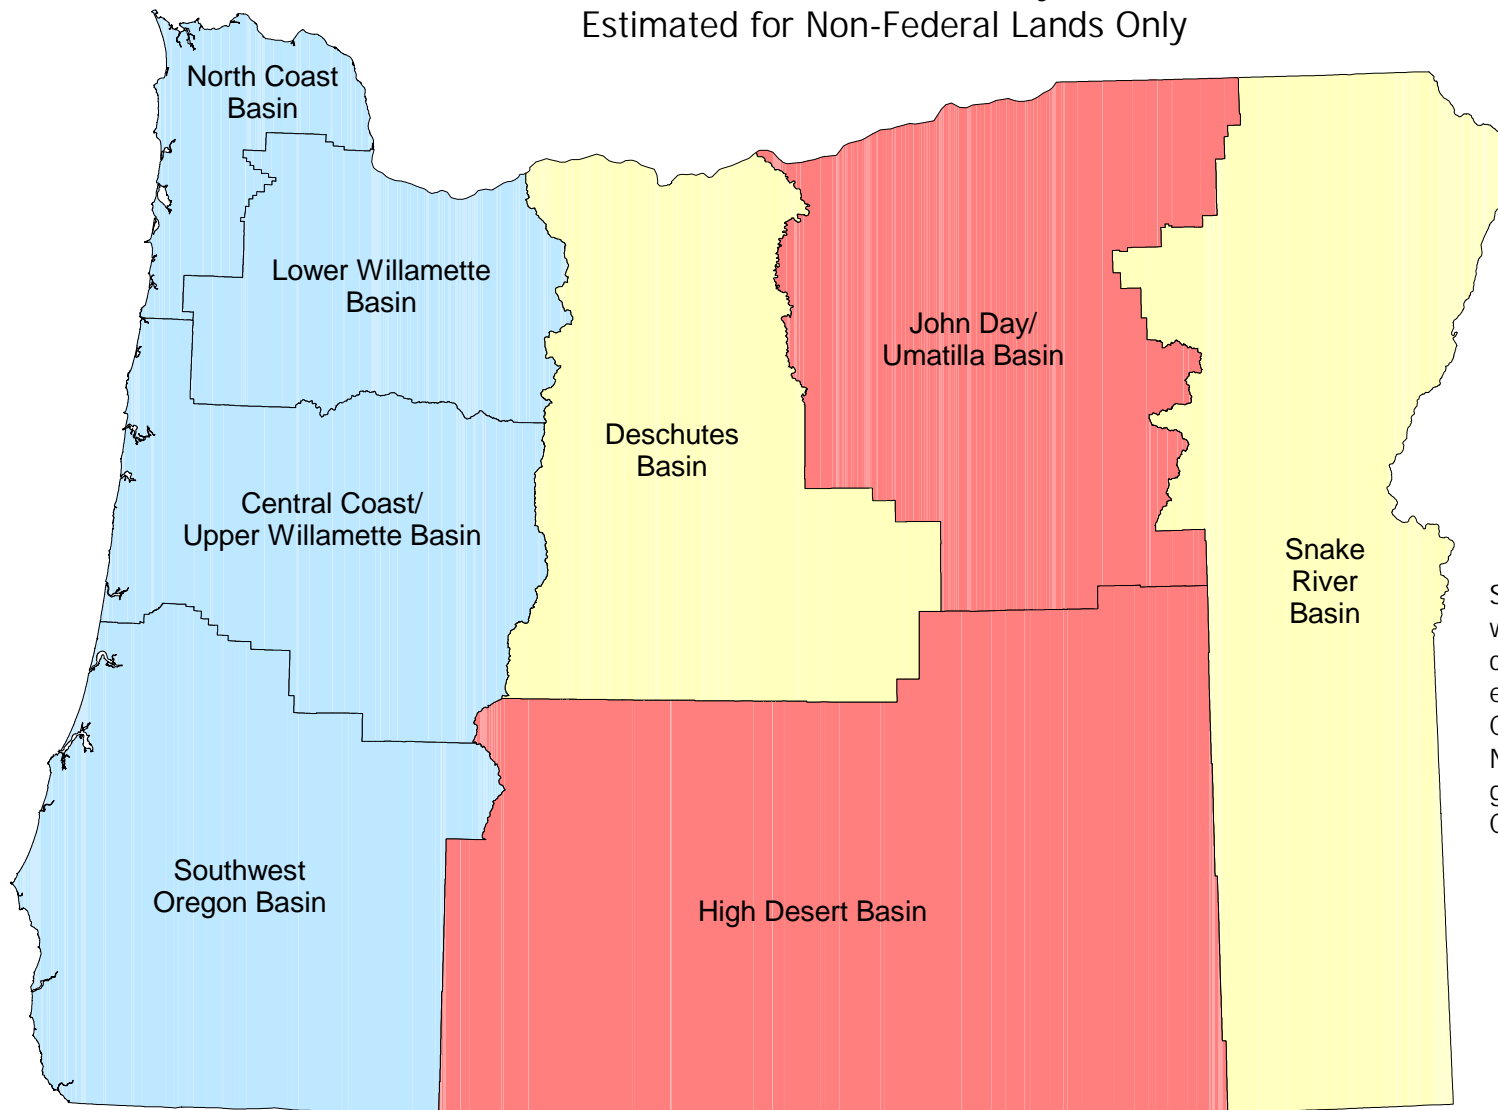 Estimated for Non-Federal Lands Only
North Coast
Basin
Lower Willamette
Basin
John Day/
Umatilla Basin
Deschutes
Basin
Central Coast/
Upper Willamette Basin
Snake
River
Basin
Southwest
Oregon Basin
High Desert Basin